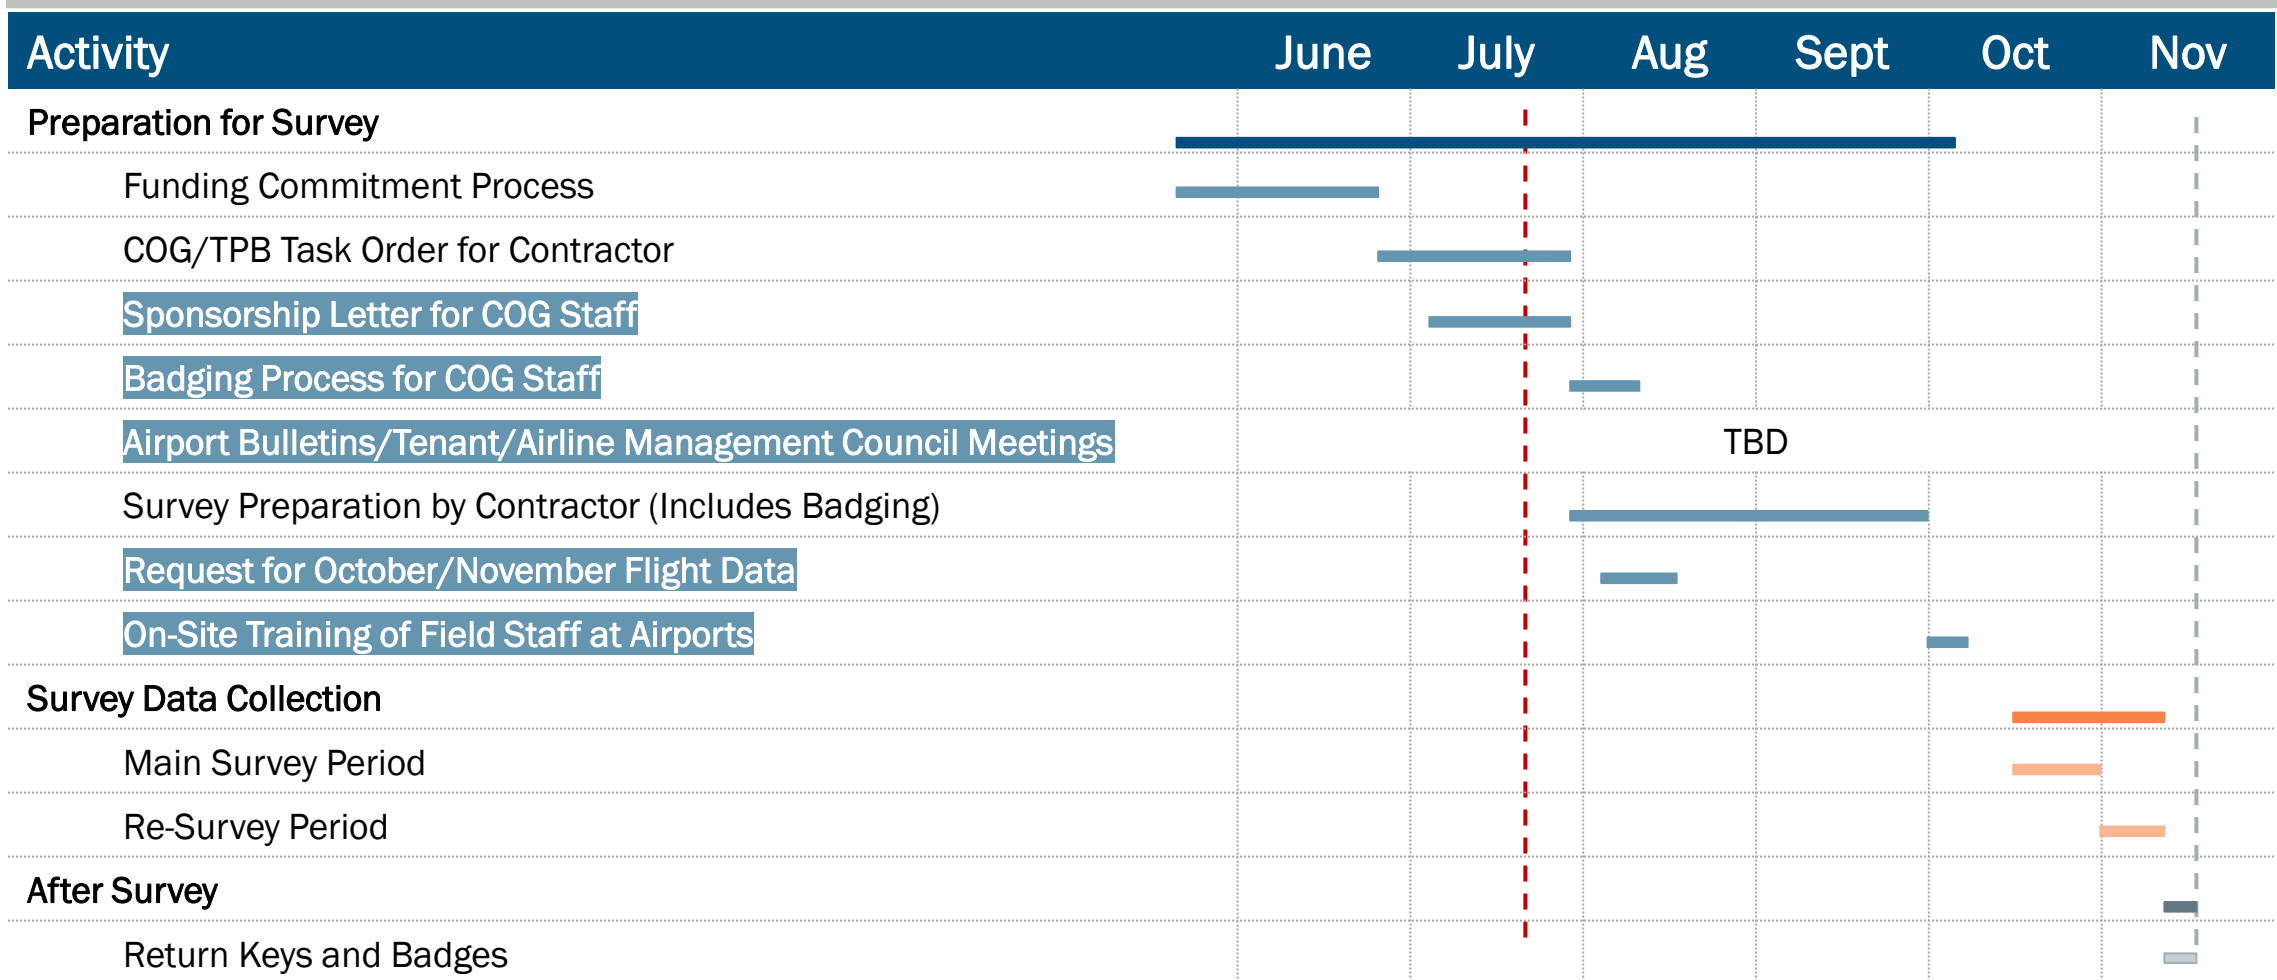 Activity June July Aug Sept Oct Nov
Preparation for Survey
Funding Commitment Process
COG/TPB Task Order for Contractor
Sponsorship Letter for COG Staff
Badging Process for COG Staff
Airport Bulletins/Tenant/Airline Management Council Meetings TBD
Survey Preparation by Contractor (Includes Badging)
Request for October/November Flight Data
On-Site Training of Field Staff at Airports
Survey Data Collection
Main Survey Period
Re-Survey Period
After Survey
Return Keys and Badges